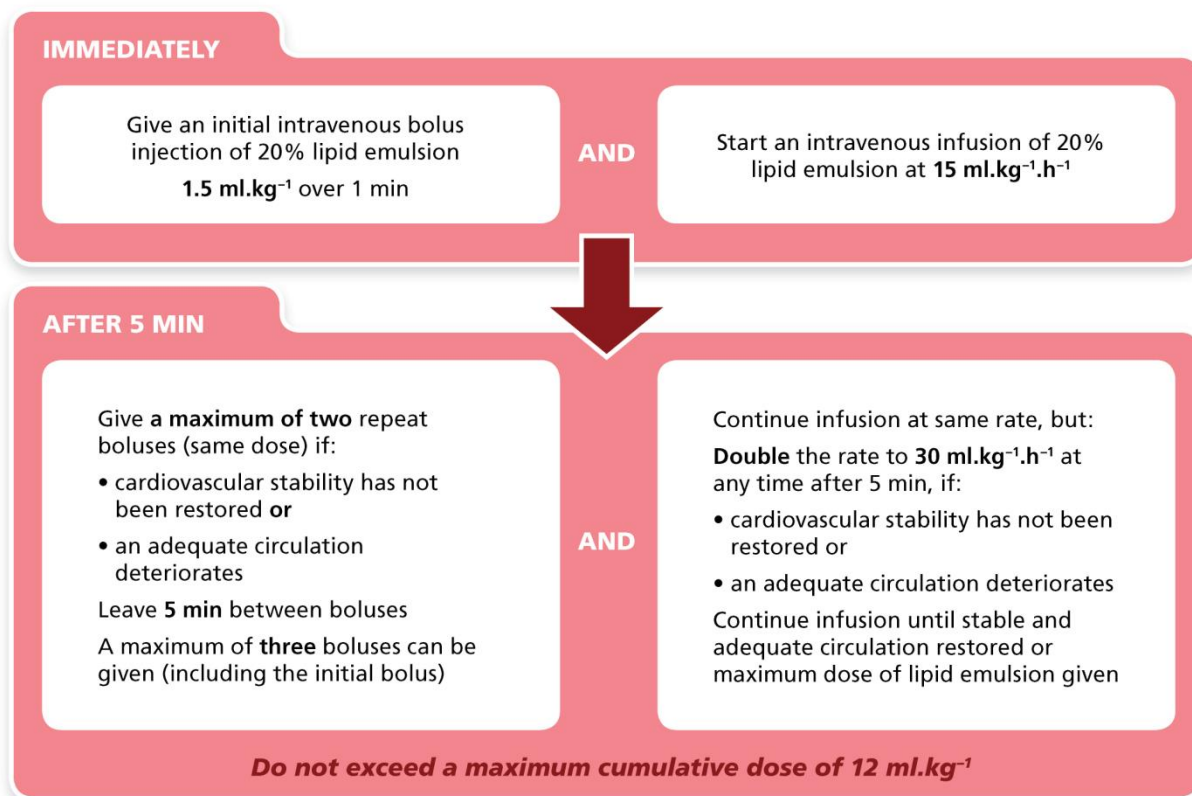 IMMEDIATELY
Give an initial intravenous bolus
injection of 20% lipid emulsion
1.5 ml.kg⁻¹ over 1 min
AND
Start an intravenous infusion of 20%
lipid emulsion at 15 ml.kg⁻¹.h⁻¹
AFTER 5 MIN
Give a maximum of two repeat
boluses (same dose) if:
• cardiovascular stability has not
been restored or
• an adequate circulation
deteriorates
Leave 5 min between boluses
A maximum of three boluses can be
given (including the initial bolus)
AND
Continue infusion at same rate, but:
Double the rate to 30 ml.kg⁻¹.h⁻¹ at
any time after 5 min, if:
• cardiovascular stability has not been
restored or
• an adequate circulation deteriorates
Continue infusion until stable and
adequate circulation restored or
maximum dose of lipid emulsion given
Do not exceed a maximum cumulative dose of 12 ml.kg⁻¹